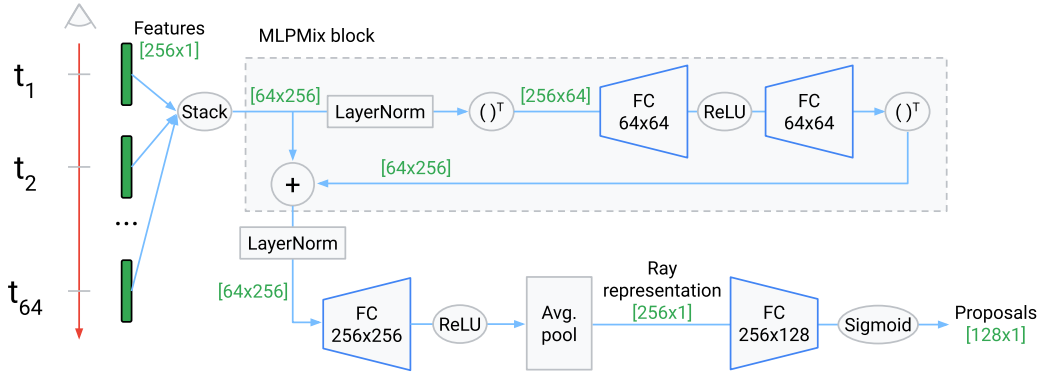 Features
[256x1]
MLPMix block
t1
t2
...
t64
Stack
[64x256]
LayerNorm
( )T
[256x64]
FC
64x64
ReLU
FC
64x64
( )T
[64x256]
+
LayerNorm
[64x256]
FC
256x256
ReLU
Avg.
pool
Ray
representation
[256x1]
FC
256x128
Sigmoid
Proposals
[128x1]